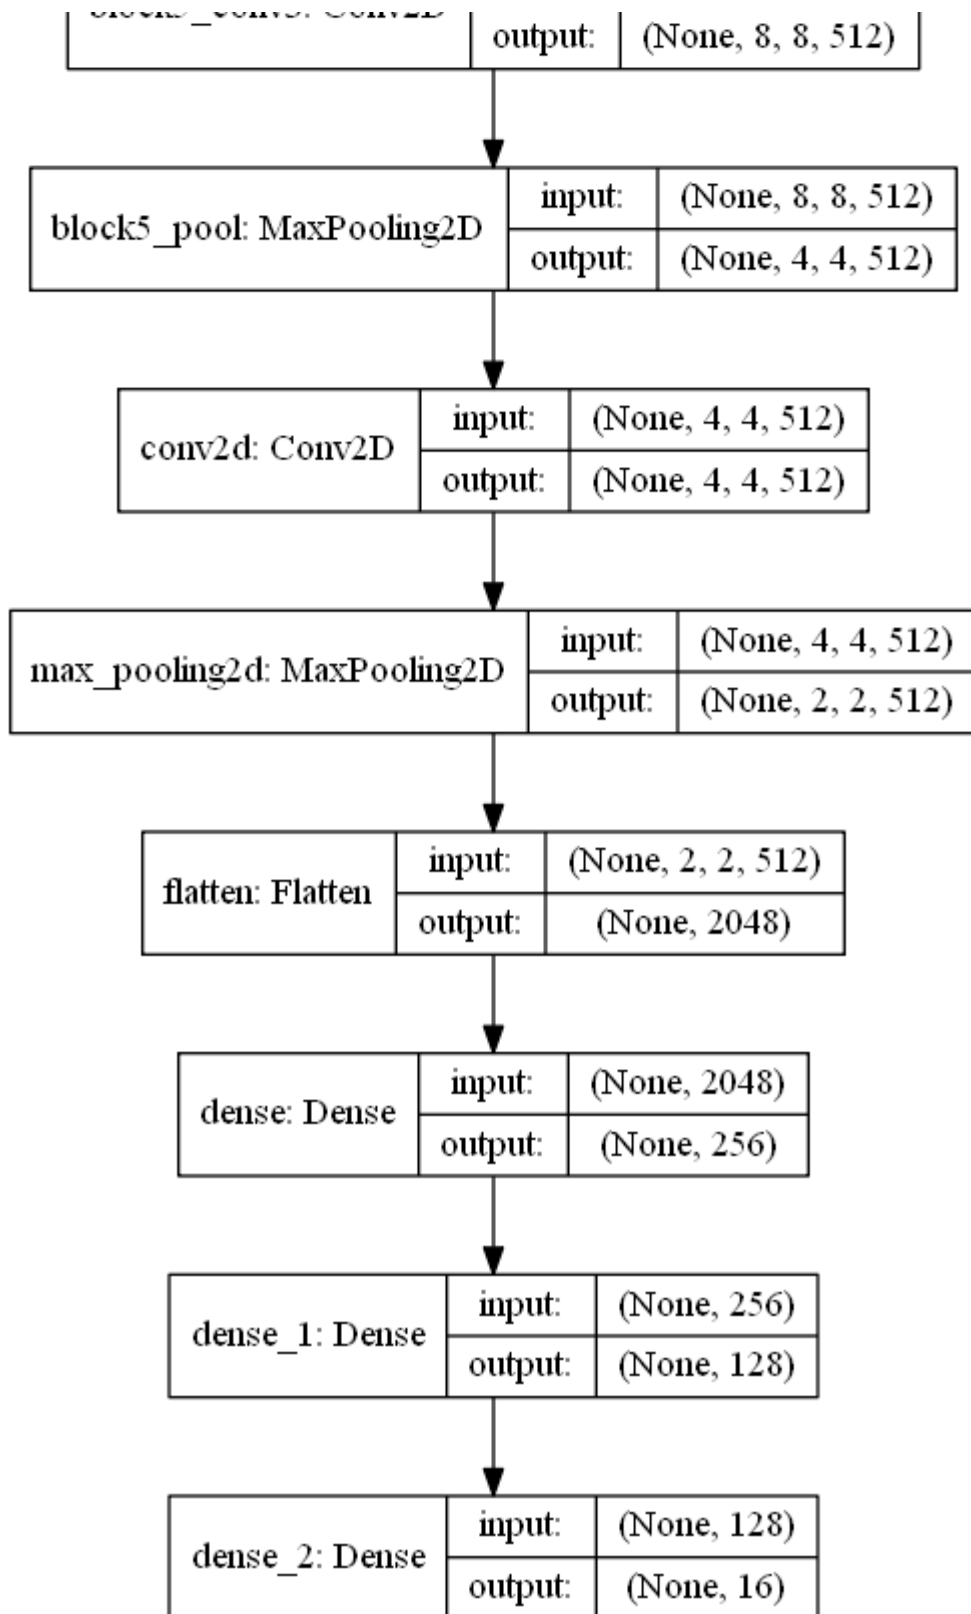 block5_conv3: Conv2D
output: (None, 8, 8, 512)
block5_pool: MaxPooling2D
input: (None, 8, 8, 512)
output: (None, 4, 4, 512)
conv2d: Conv2D
input: (None, 4, 4, 512)
output: (None, 4, 4, 512)
max_pooling2d: MaxPooling2D
input: (None, 4, 4, 512)
output: (None, 2, 2, 512)
flatten: Flatten
input: (None, 2, 2, 512)
output: (None, 2048)
dense: Dense
input: (None, 2048)
output: (None, 256)
dense_1: Dense
input: (None, 256)
output: (None, 128)
dense_2: Dense
input: (None, 128)
output: (None, 16)